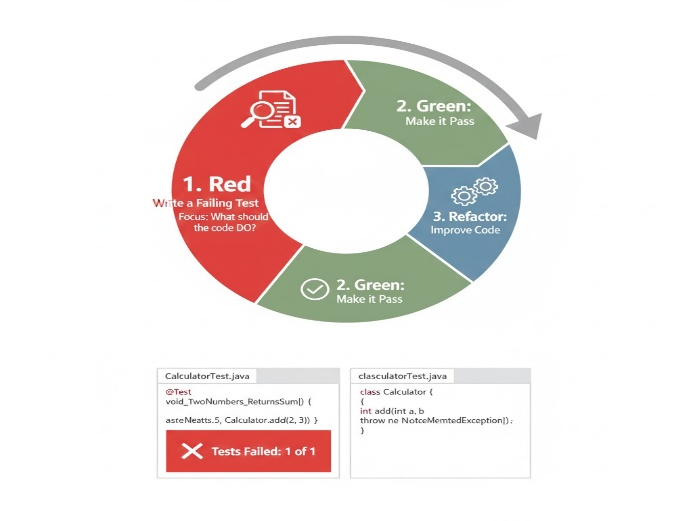 1. Red
Write a Failing Test
Focus: What should
the code DO?
2. Green:
Make it Pass
3. Refactor:
Improve Code
2. Green:
Make it Pass
CalculatorTest.java
@Test
void_TwoNumbers_ReturnsSum[) {
asteNeatts.5, Calculator.add(2, 3)) }
Tests Failed: 1 of 1
clasculatorTest.java
class Calculator {
{
int add(int a, b
throw ne NotceMemtedException[);
}